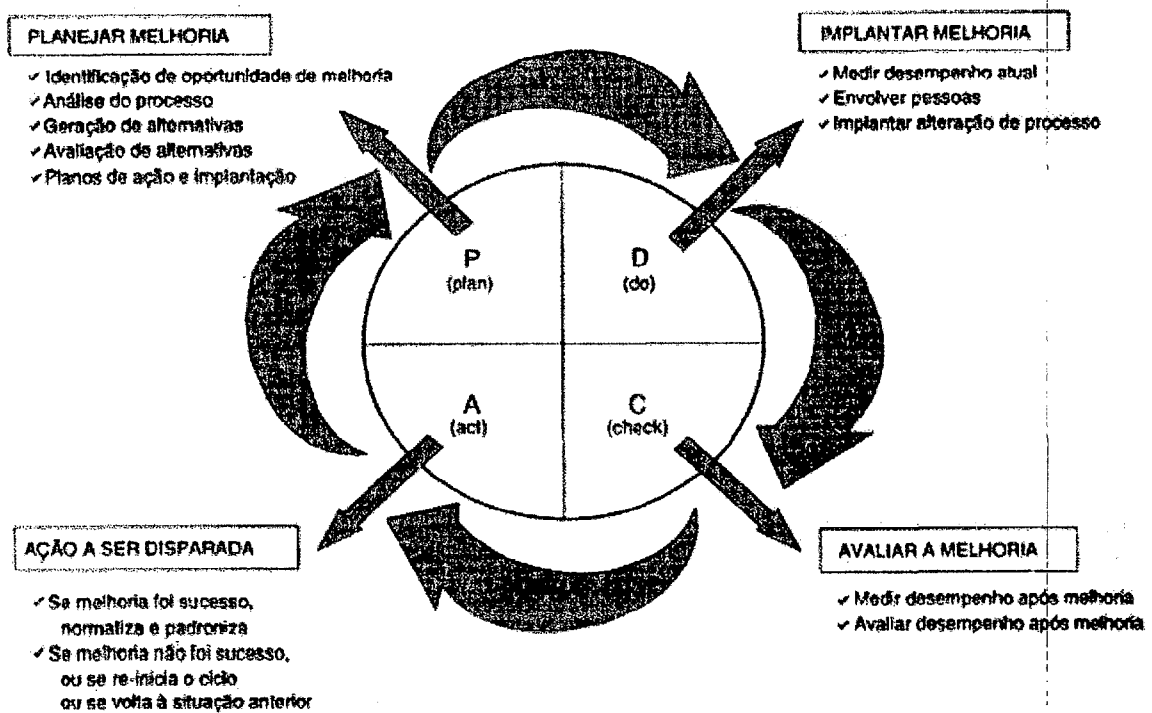 PLANEJAR MELHORIA
✓ Identificação de oportunidade de melhoria
✓ Análise do processo
✓ Geração de alternativas
✓ Avaliação de alternativas
✓ Planos de ação e implantação
IMPLANTAR MELHORIA
✓ Medir desempenho atual
✓ Envolver pessoas
✓ Implantar alteração de processo
P
(plan)
D
(do)
A
(act)
C
(check)
AÇÃO A SER DISPARADA
✓ Se melhoria foi sucesso,
normaliza e padroniza
✓ Se melhoria não foi sucesso,
ou se re-inicia o ciclo
ou se volta à situação anterior
AVALIAR A MELHORIA
✓ Medir desempenho após melhoria
✓ Avaliar desempenho após melhoria